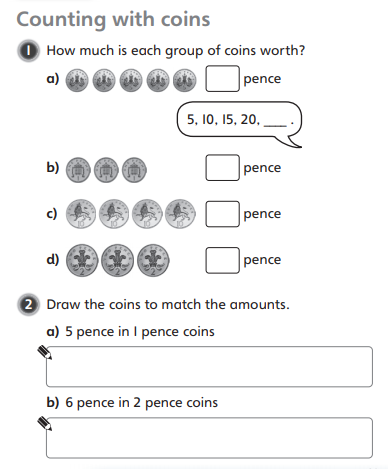 Counting with coins
1 How much is each group of coins worth?
a) pence
5, 10, 15, 20, ____ .
b) pence
c) pence
d) pence
2 Draw the coins to match the amounts.
a) 5 pence in 1 pence coins
b) 6 pence in 2 pence coins